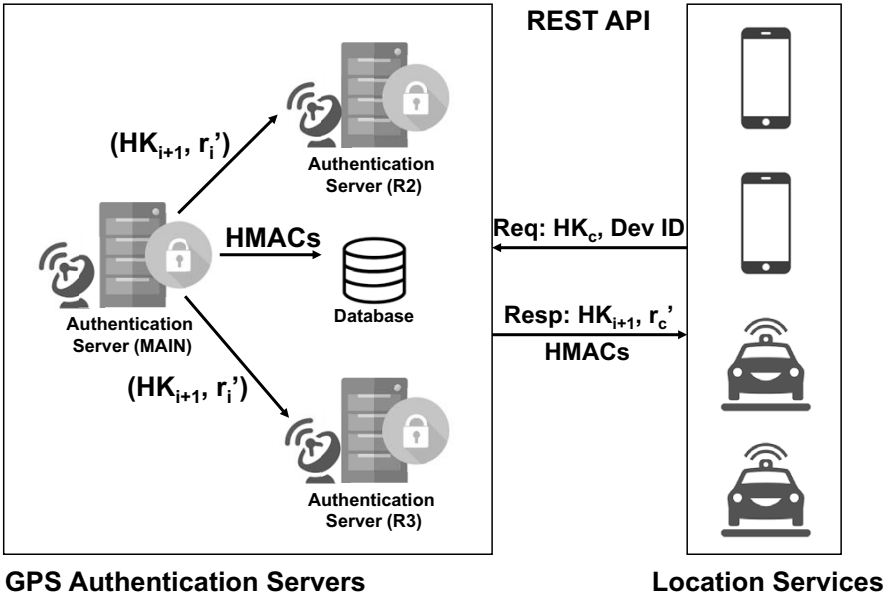 REST API
(HKi+1, ri’)
Authentication
Server (R2)
HMACs
Database
Authentication
Server (MAIN)
(HKi+1, ri’)
Authentication
Server (R3)
Req: HKc, Dev ID
Resp: HKi+1, rc’
HMACs
GPS Authentication Servers
Location Services